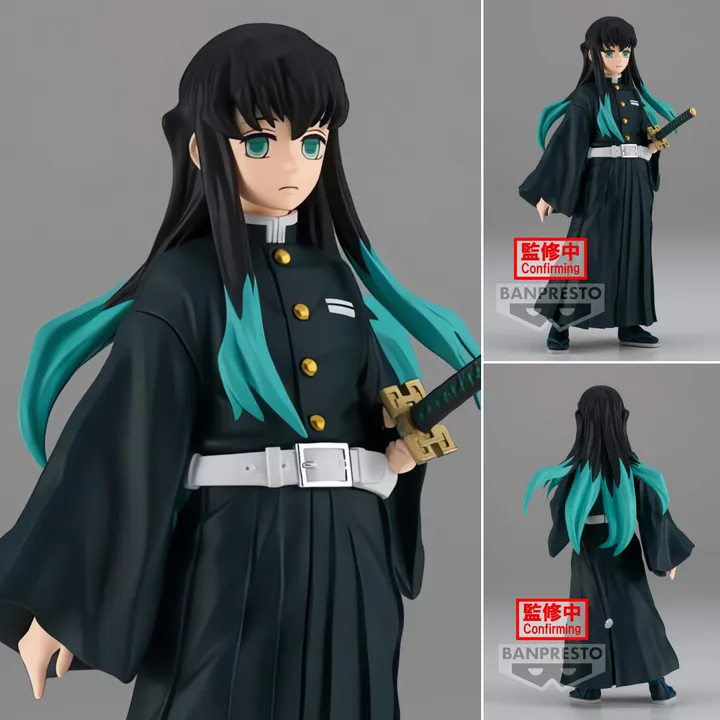 監修中
Confirming
BANPRESTO
監修中
Confirming
BANPRESTO